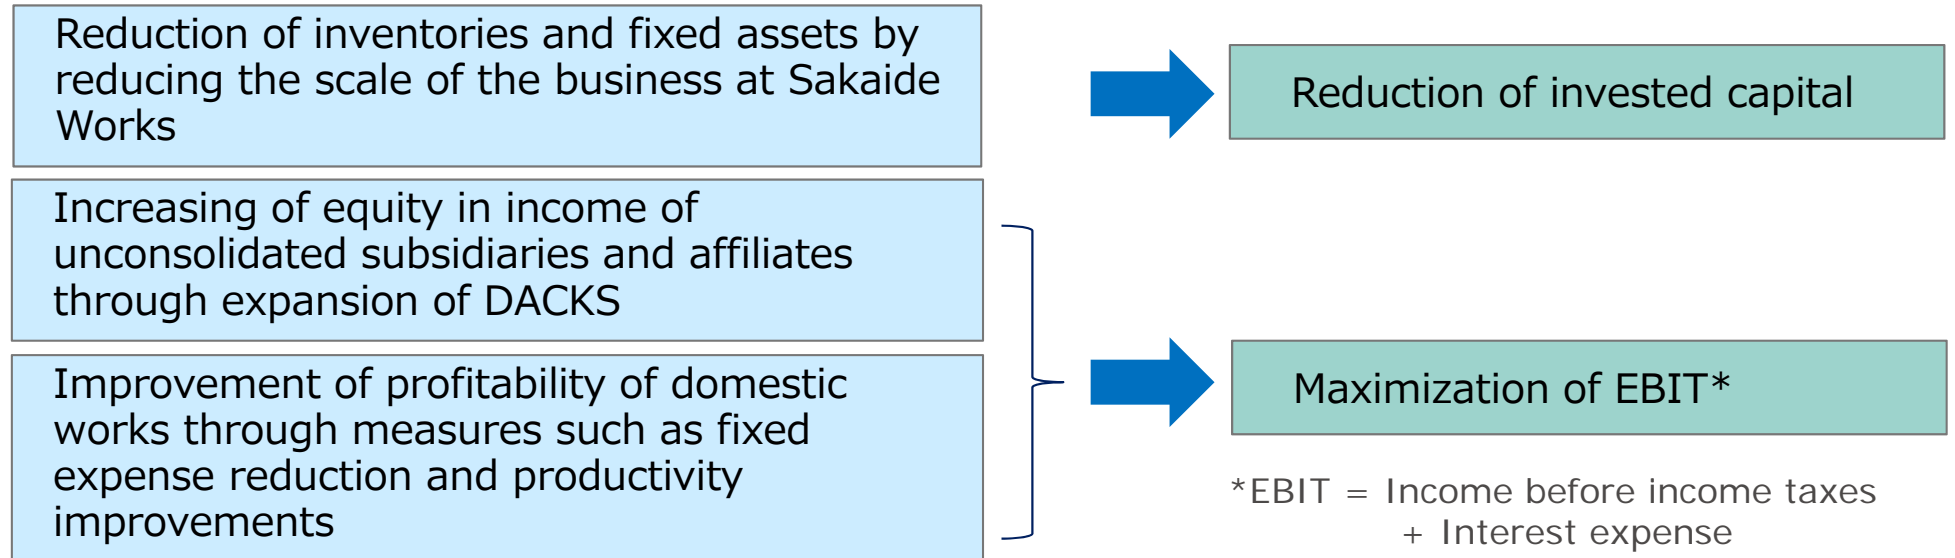 Reduction of inventories and fixed assets by
reducing the scale of the business at Sakaide
Works
Reduction of invested capital
Increasing of equity in income of
unconsolidated subsidiaries and affiliates
through expansion of DACKS
Improvement of profitability of domestic
works through measures such as fixed
expense reduction and productivity
improvements
Maximization of EBIT*
*EBIT = Income before income taxes
+ Interest expense